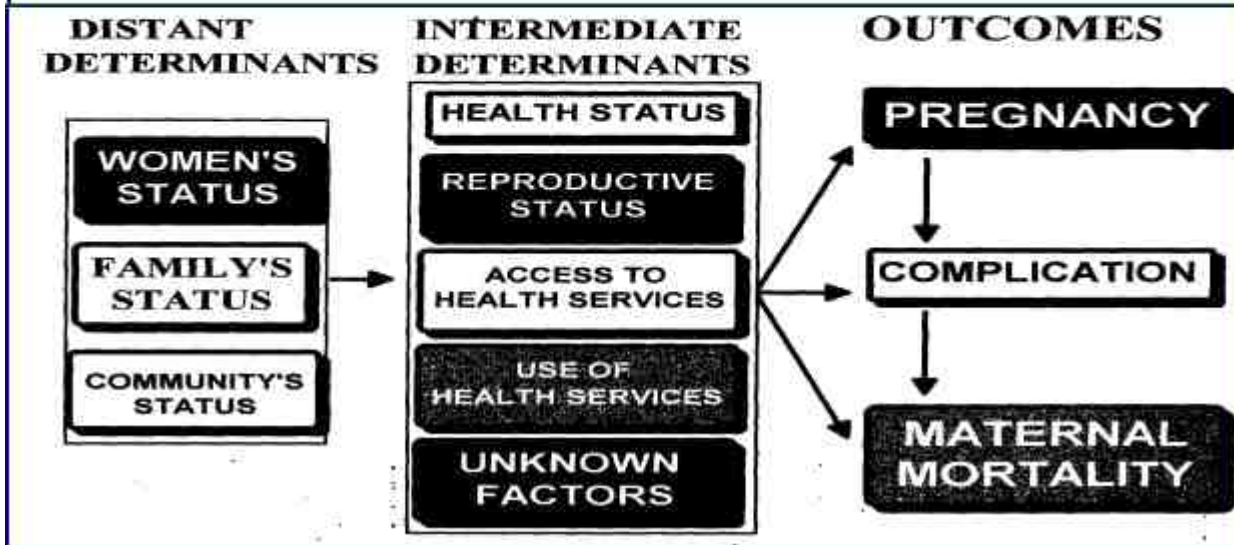 DISTANT
DETERMINANTS
WOMEN'S
STATUS
FAMILY'S
STATUS
COMMUNITY'S
STATUS
INTERMEDIATE
DETERMINANTS
HEALTH STATUS
REPRODUCTIVE
STATUS
ACCESS TO
HEALTH SERVICES
USE OF
HEALTH SERVICES
UNKNOWN
FACTORS
OUTCOMES
PREGNANCY
COMPLICATION
MATERNAL
MORTALITY